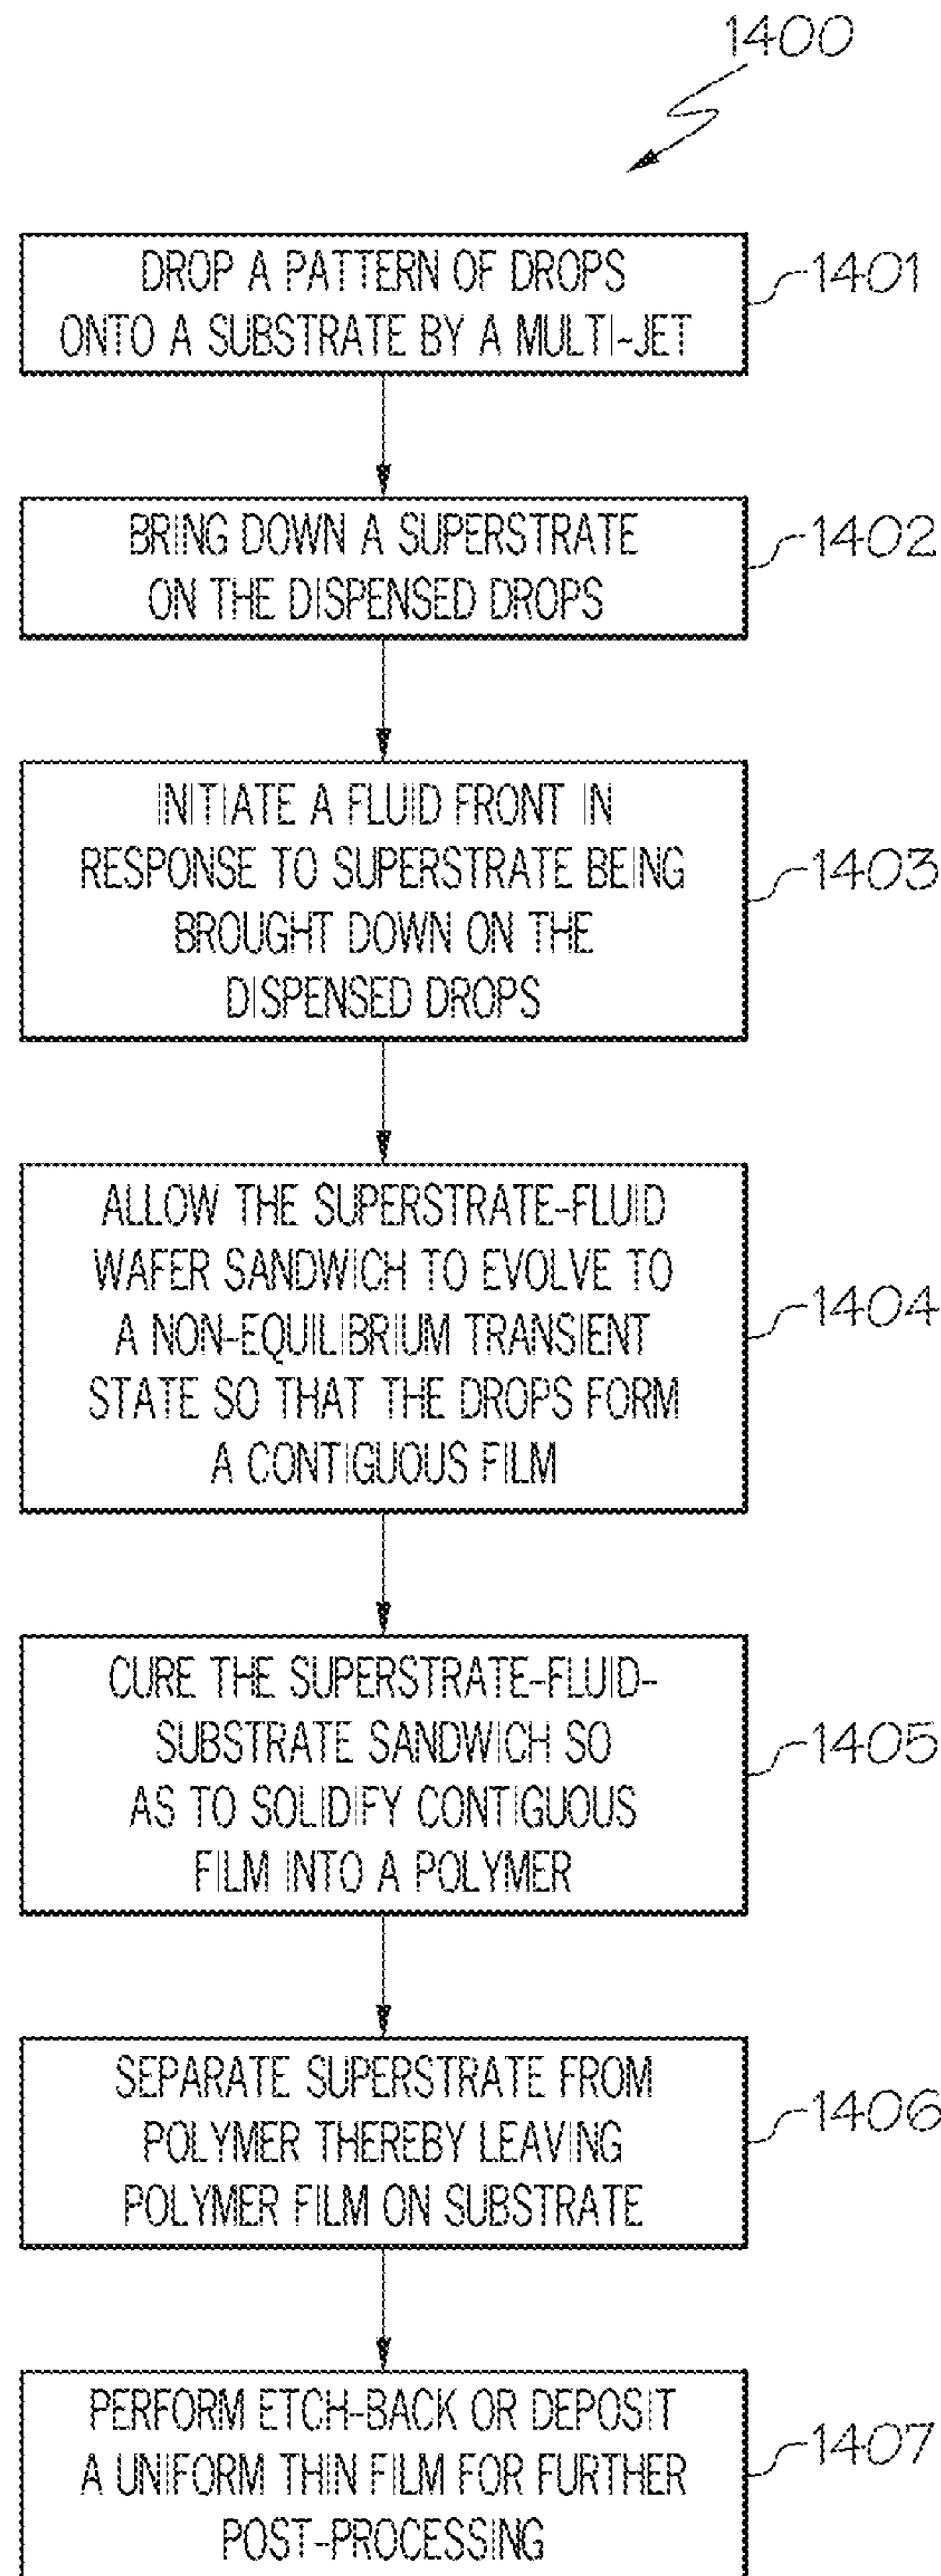 1400
DROP A PATTERN OF DROPS
ONTO A SUBSTRATE BY A MULTI-JET
1401
BRING DOWN A SUPERSTRATE
ON THE DISPENSED DROPS
1402
INITIATE A FLUID FRONT IN
RESPONSE TO SUPERSTRATE BEING
BROUGHT DOWN ON THE
DISPENSED DROPS
1403
ALLOW THE SUPERSTRATE-FLUID
WAFER SANDWICH TO EVOLVE TO
A NON-EQUILIBRIUM TRANSIENT
STATE SO THAT THE DROPS FORM
A CONTIGUOUS FILM
1404
CURE THE SUPERSTRATE-FLUID-
SUBSTRATE SANDWICH SO
AS TO SOLIDIFY CONTIGUOUS
FILM INTO A POLYMER
1405
SEPARATE SUPERSTRATE FROM
POLYMER THEREBY LEAVING
POLYMER FILM ON SUBSTRATE
1406
PERFORM ETCH-BACK OR DEPOSIT
A UNIFORM THIN FILM FOR FURTHER
POST-PROCESSING
1407